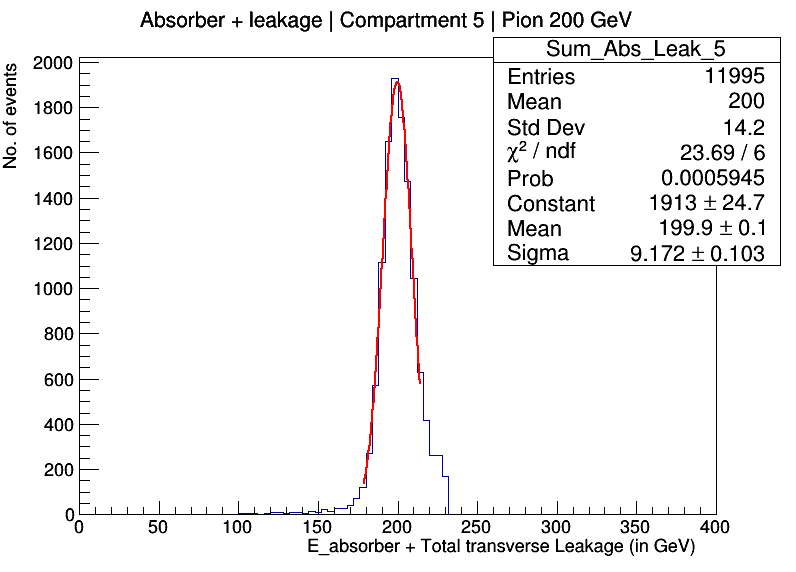 Absorber + leakage | Compartment 5 | Pion 200 GeV
No. of events
2000
1800
1600
1400
1200
1000
800
600
400
200
0
0 50 100 150 200 250 300 350 400
E_absorber + Total transverse Leakage (in GeV)
Sum_Abs_Leak_5
Entries 11995
Mean 200
Std Dev 14.2
χ² / ndf 23.69 / 6
Prob 0.0005945
Constant 1913 ± 24.7
Mean 199.9 ± 0.1
Sigma 9.172 ± 0.103